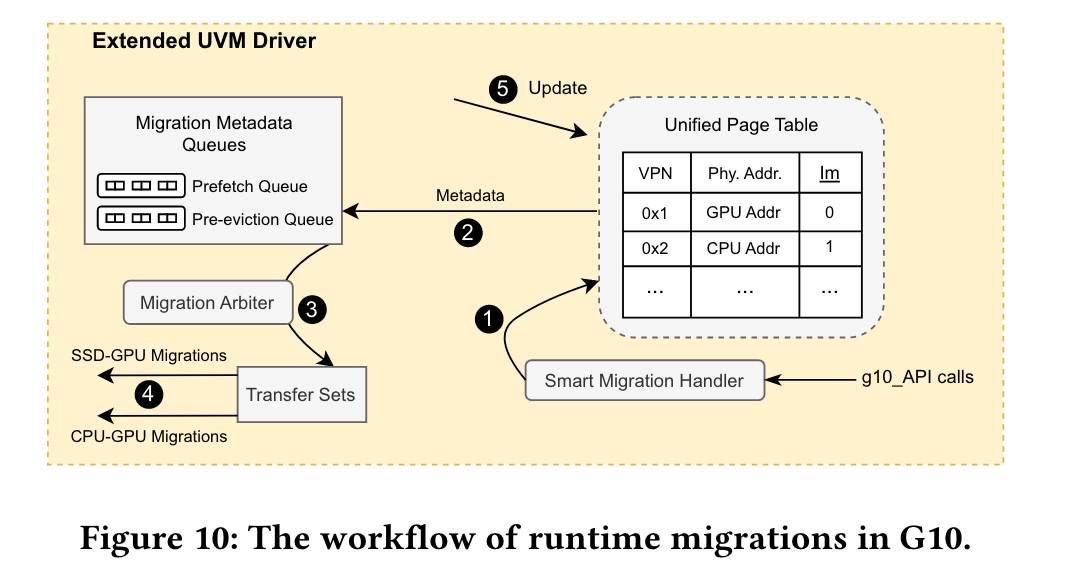 Extended UVM Driver
Migration Metadata
Queues
Prefetch Queue
Pre-eviction Queue
5 Update
Unified Page Table
VPN Phy. Addr. Im
0x1 GPU Addr 0
0x2 CPU Addr 1
... ... ...
Metadata
2
Migration Arbiter
3
1
SSD-GPU Migrations
4
CPU-GPU Migrations
Transfer Sets
Smart Migration Handler
g10_API calls
Figure 10: The workflow of runtime migrations in G10.